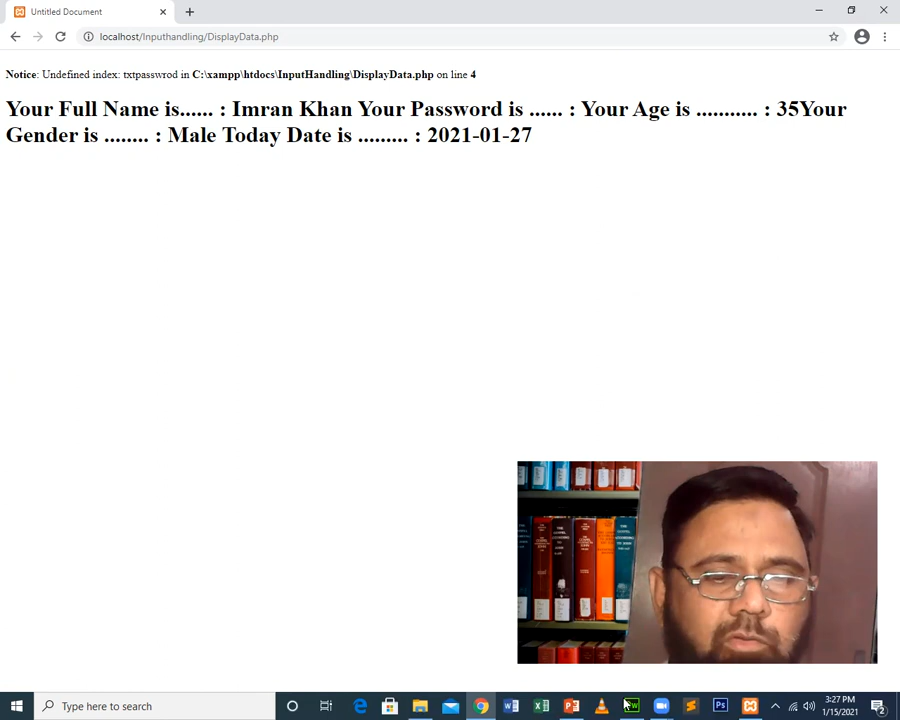 Untitled Document
localhost/Inputhandling/DisplayData.php
Notice: Undefined index: txtpasswrod in C:\xampp\htdocs\InputHandling\DisplayData.php on line 4
Your Full Name is...... : Imran Khan Your Password is ...... : Your Age is ........... : 35Your
Gender is ........ : Male Today Date is ......... : 2021-01-27
Type here to search
3:27 PM
1/15/2021
2